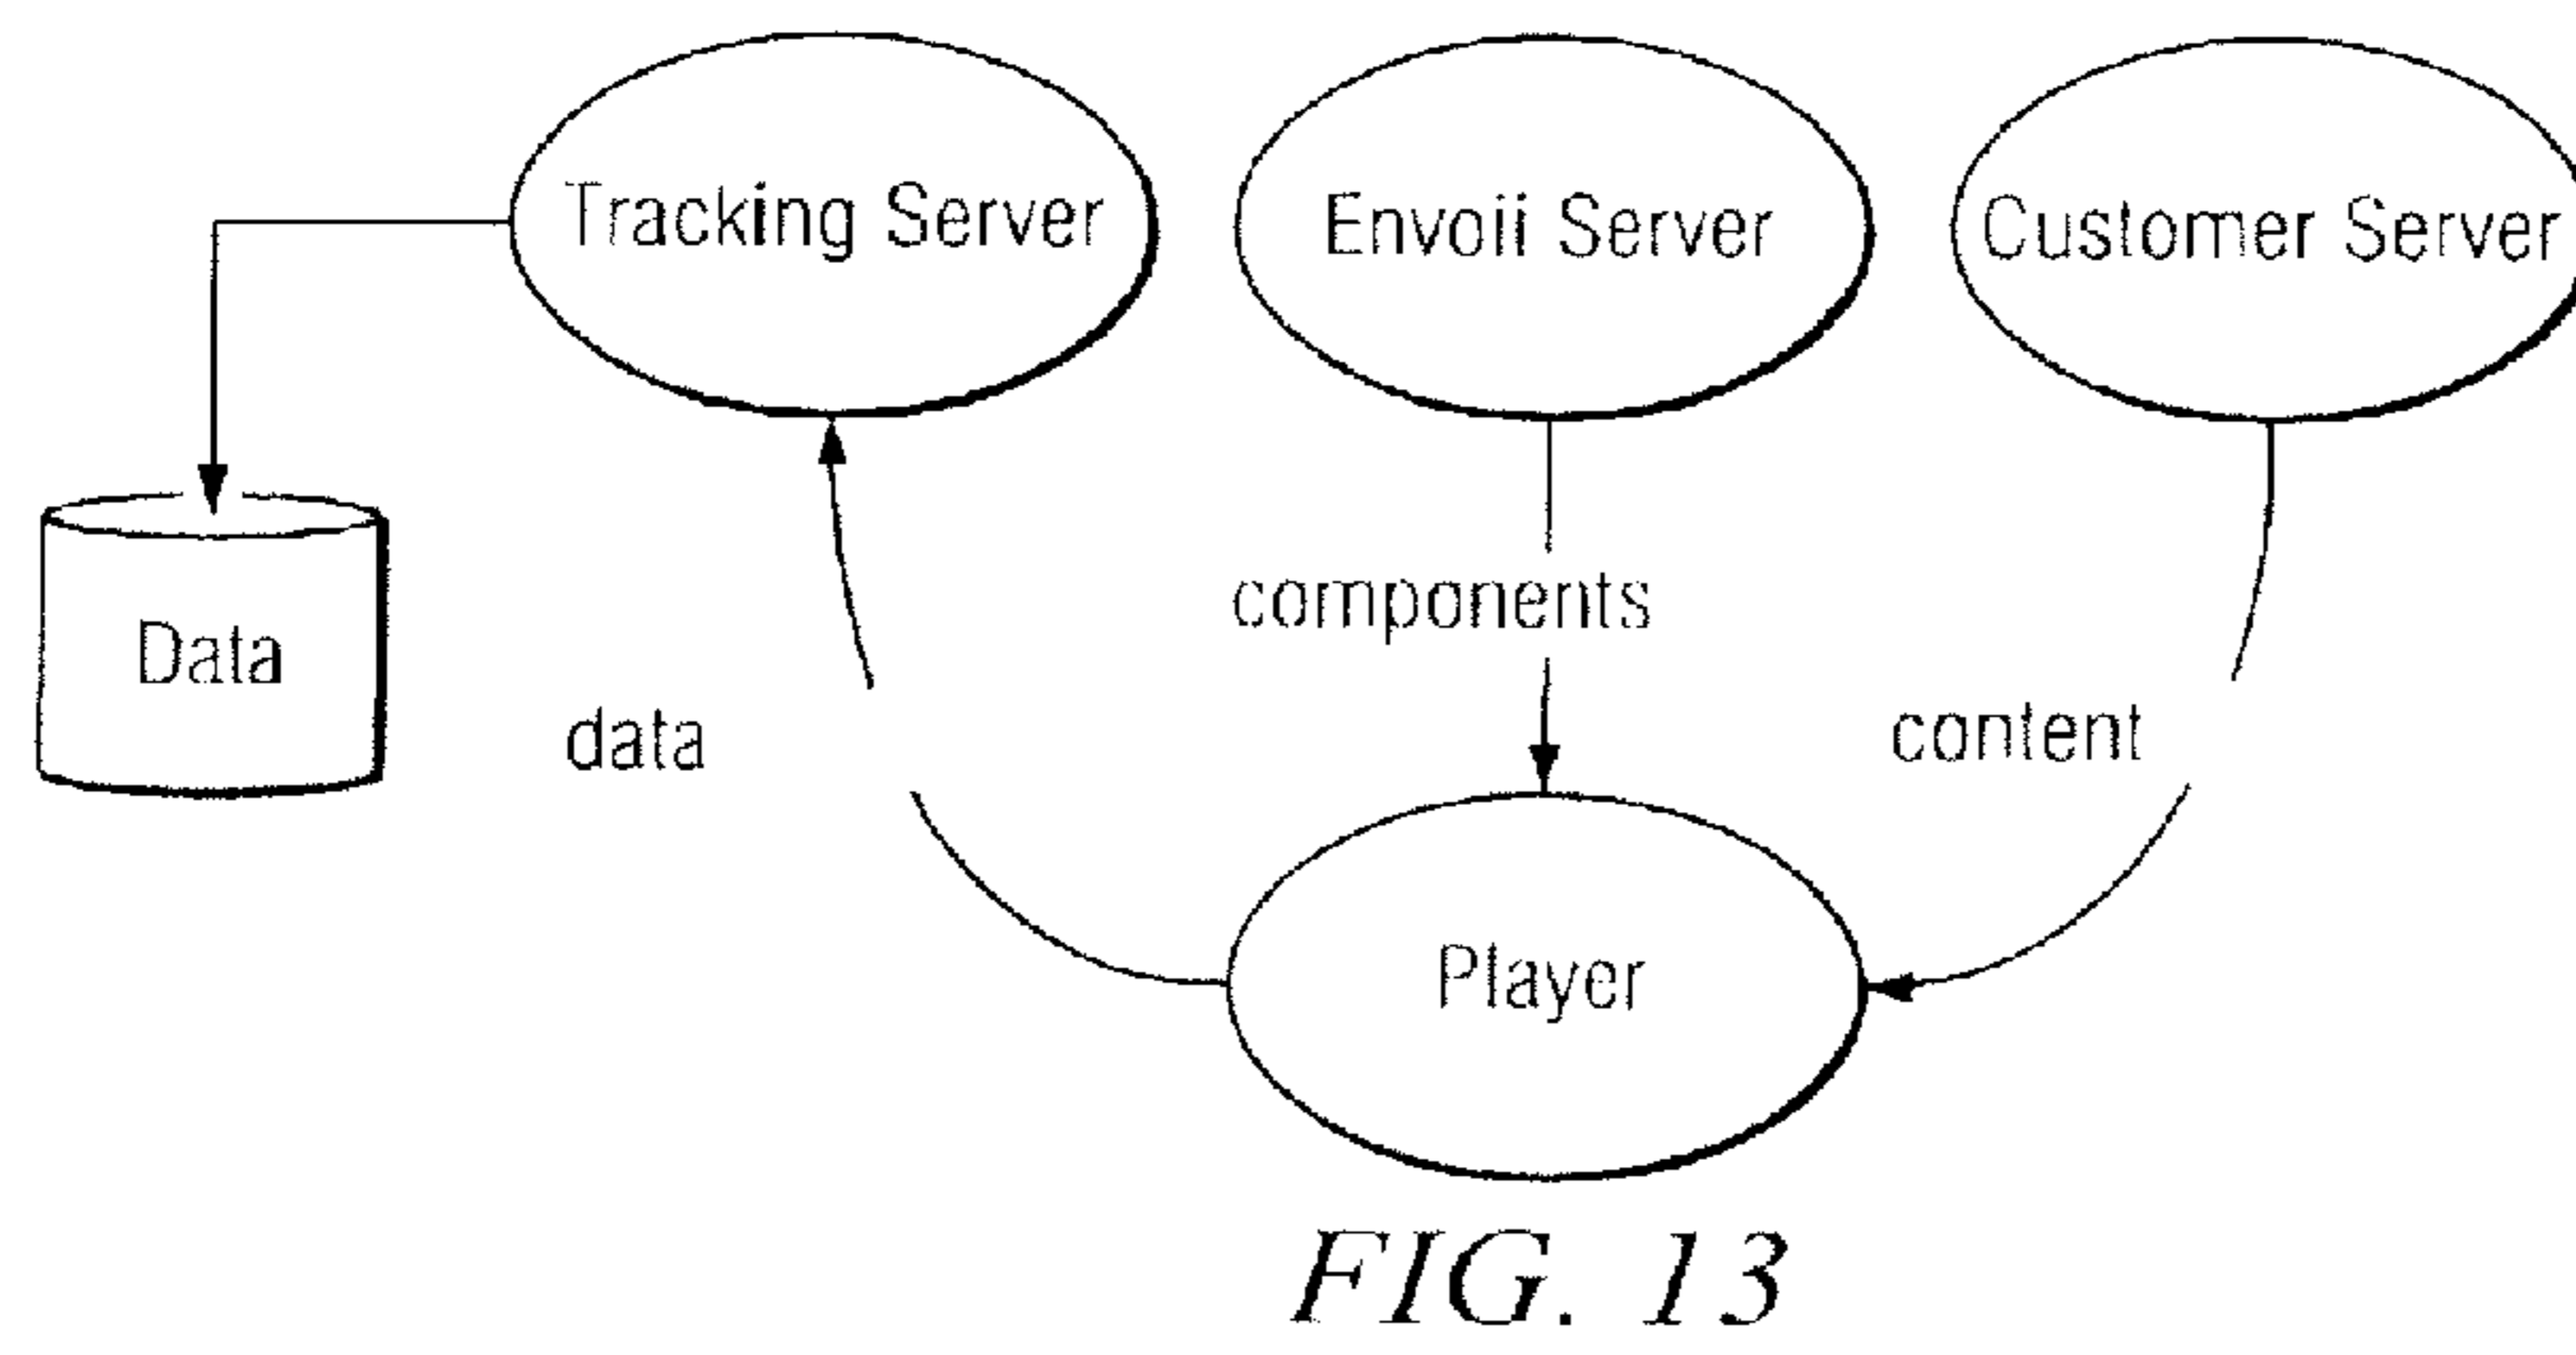 Tracking Server
Envoii Server
Customer Server
components
Data
data
content
Player
FIG. 13